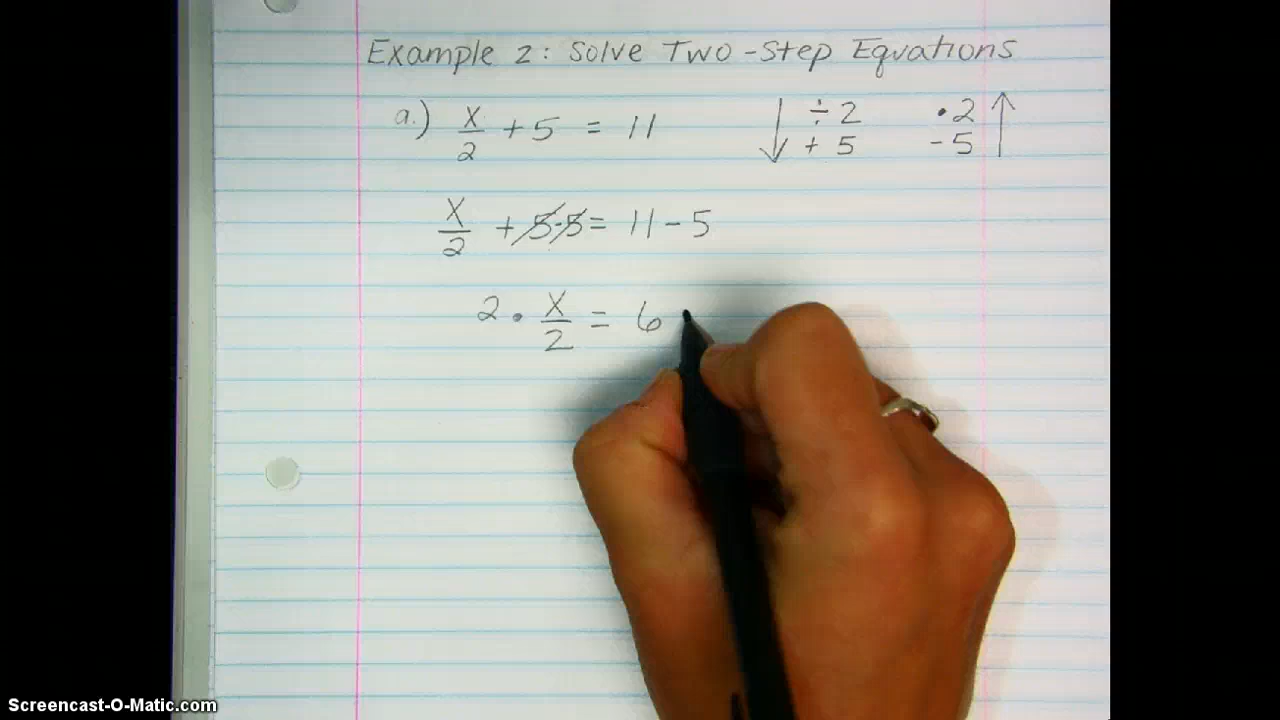 Example 2: Solve Two-Step Equations
a.) x/2 + 5 = 11 ↓ ÷ 2 + 5 • 2 - 5 ↑
x/2 + 5 - 5 = 11 - 5
2 • x/2 = 6
Screencast-O-Matic.com